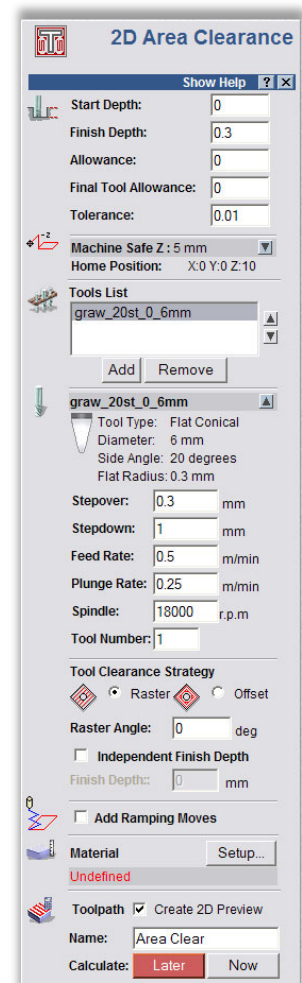 2D Area Clearance
Show Help ? X
Start Depth: 0
Finish Depth: 0.3
Allowance: 0
Final Tool Allowance: 0
Tolerance: 0.01
-z
Machine Safe Z : 5 mm
Home Position: X:0 Y:0 Z:10
Tools List
graw_20st_0_6mm
Add Remove
graw_20st_0_6mm
Tool Type: Flat Conical
Diameter: 6 mm
Side Angle: 20 degrees
Flat Radius: 0.3 mm
Stepover: 0.3 mm
Stepdown: 1 mm
Feed Rate: 0.5 m/min
Plunge Rate: 0.25 m/min
Spindle: 18000 r.p.m
Tool Number: 1
Tool Clearance Strategy
Raster Offset
Raster Angle: 0 deg
Independent Finish Depth
Finish Depth:: 0 mm
Add Ramping Moves
Material Setup...
Undefined
Toolpath Create 2D Preview
Name: Area Clear
Calculate: Later Now